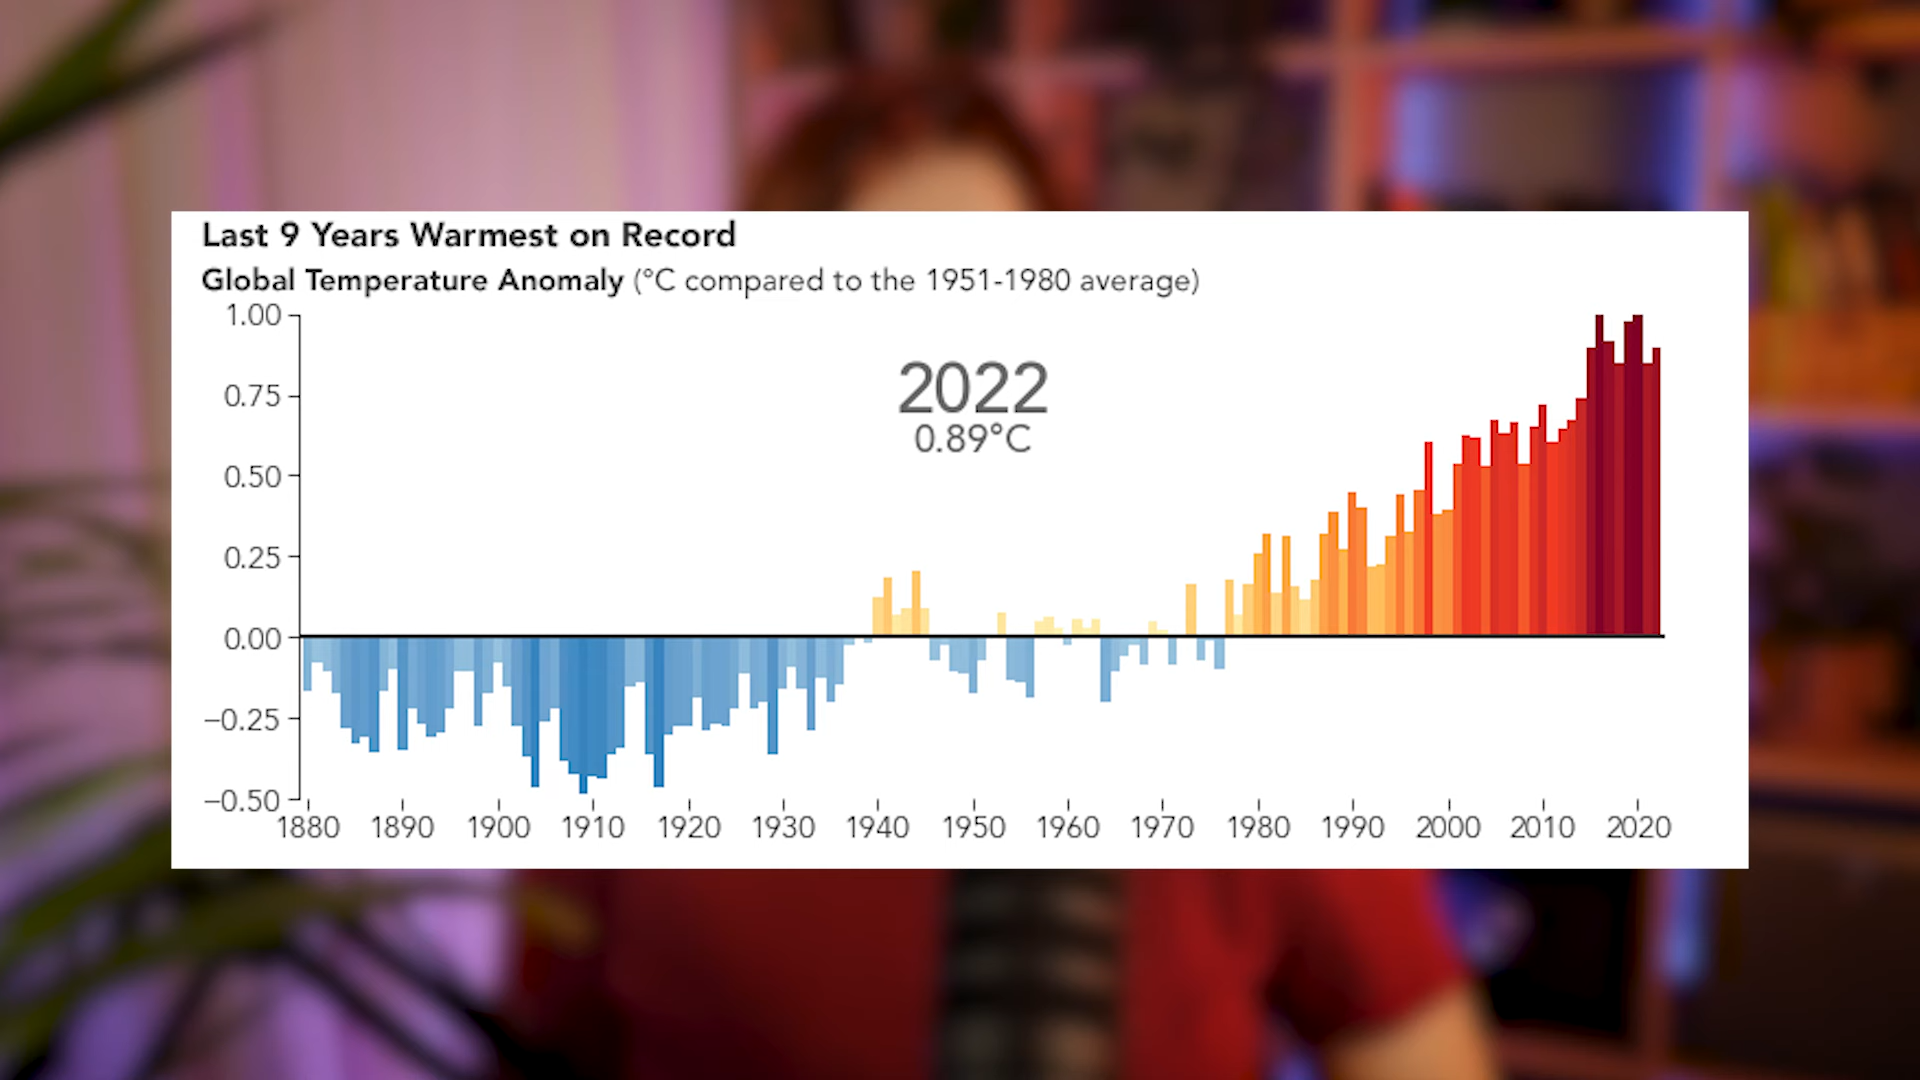 Last 9 Years Warmest on Record
Global Temperature Anomaly (°C compared to the 1951-1980 average)
1.00
0.75
0.50
0.25
0.00
−0.25
−0.50
2022
0.89°C
1880 1890 1900 1910 1920 1930 1940 1950 1960 1970 1980 1990 2000 2010 2020